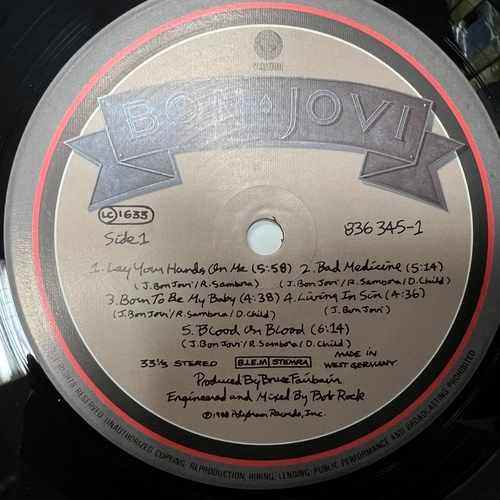 BON JOVI
LC 1633
836 345-1
Side 1
1. Lay Your Hands On Me (5:58) 2. Bad Medicine (5:14)
(J. Bon Jovi/R. Sambora) (J. Bon Jovi/R. Sambora/D. Child)
3. Born To Be My Baby (4:38) 4. Living In Sin (4:36)
(J. Bon Jovi/R. Sambora/D. Child) (J. Bon Jovi)
5. Blood On Blood (6:14)
(J. Bon Jovi/R. Sambora/D. Child)
33 1/3 STEREO B.I.E.M/STEMRA MADE IN
WEST GERMANY
Produced By Bruce Fairbairn
Engineered and Mixed By Bob Rock
©1988 Polygram Records, Inc.
RIGHTS RESERVED. UNAUTHORIZED COPYING, REPRODUCTION, HIRING, LENDING, PUBLIC PERFORMANCE AND BROADCASTING PROHIBITED